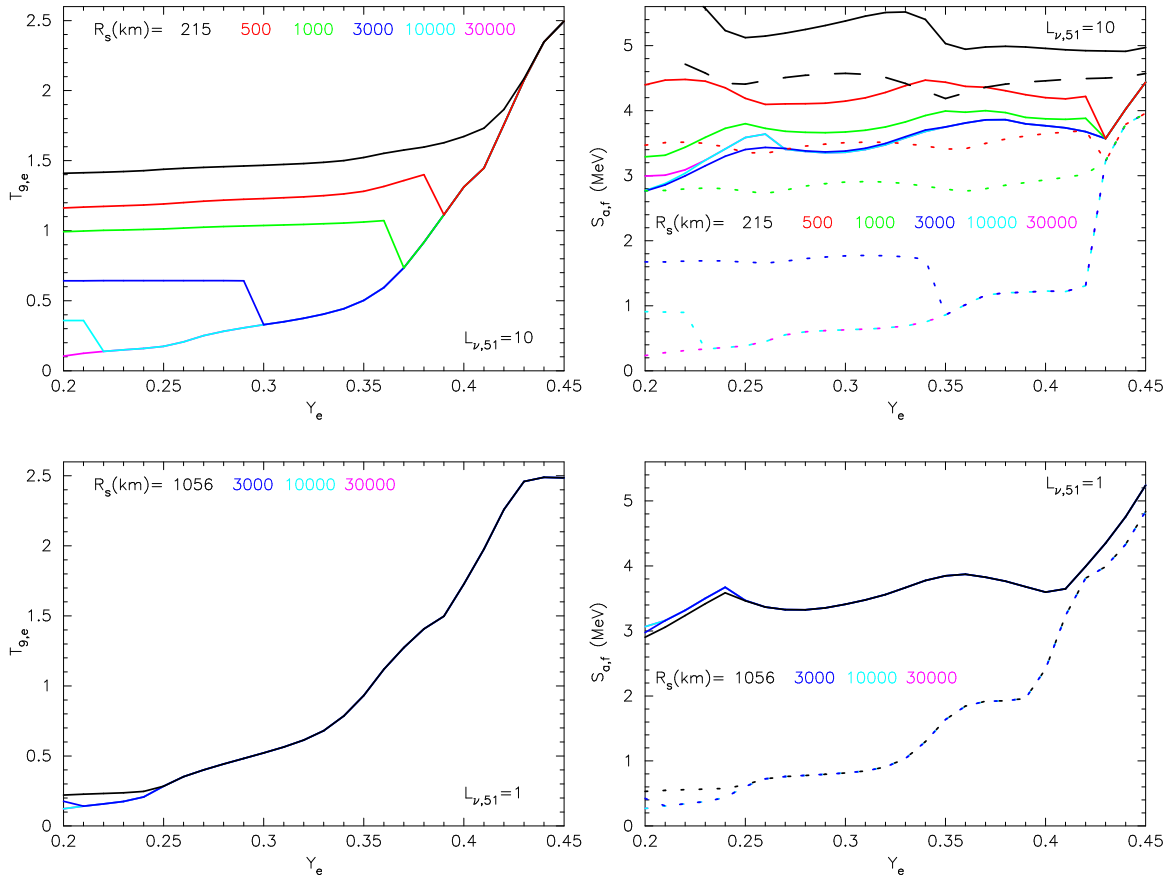 R_s(km)= 215 500 1000 3000 10000 30000
2.5
2
1.5
1
0.5
0
T_9,e
L_ν,51=10
0.2 0.25 0.3 0.35 0.4 0.45
Y_e
L_ν,51=10
5
4
3
2
1
0
S_a,f (MeV)
R_s(km)= 215 500 1000 3000 10000 30000
0.2 0.25 0.3 0.35 0.4 0.45
Y_e
R_s(km)= 1056 3000 10000 30000
2.5
2
1.5
1
0.5
0
T_9,e
L_ν,51=1
0.2 0.25 0.3 0.35 0.4 0.45
Y_e
L_ν,51=1
5
4
3
2
1
0
S_a,f (MeV)
R_s(km)= 1056 3000 10000 30000
0.2 0.25 0.3 0.35 0.4 0.45
Y_e